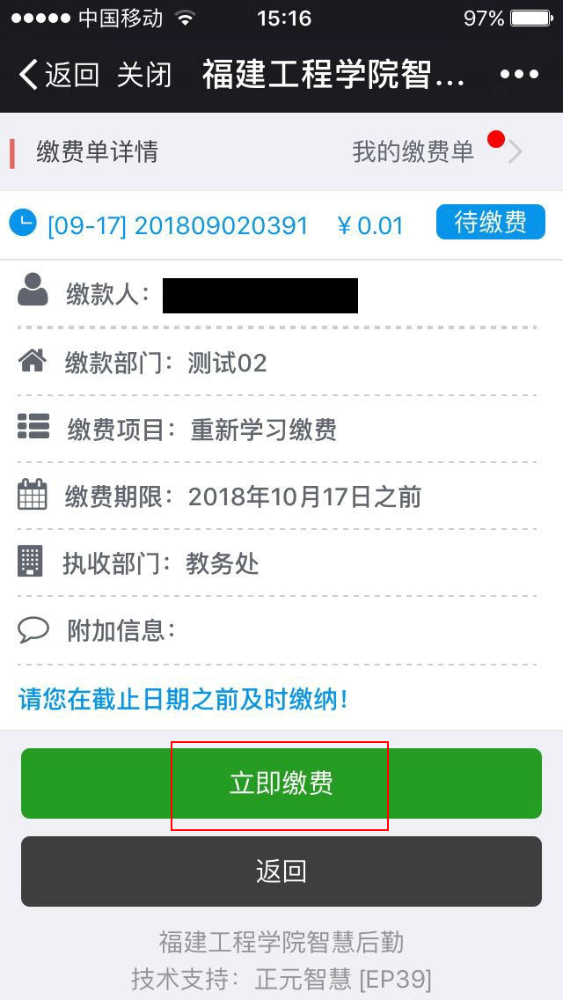 中国移动 15:16 97%
返回 关闭 福建工程学院智...
缴费单详情 我的缴费单
[09-17] 201809020391 ¥0.01 待缴费
缴款人：
缴款部门：测试02
缴费项目：重新学习缴费
缴费期限：2018年10月17日之前
执收部门：教务处
附加信息：
请您在截止日期之前及时缴纳！
立即缴费
返回
福建工程学院智慧后勤
技术支持：正元智慧 [EP39]